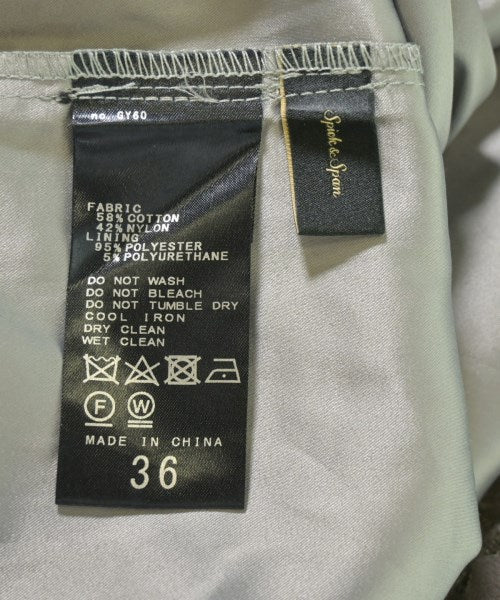 no. GY60
Spick & Span
FABRIC
58% COTTON
42% NYLON
LINING
95% POLYESTER
5% POLYURETHANE
DO NOT WASH
DO NOT BLEACH
DO NOT TUMBLE DRY
COOL IRON
DRY CLEAN
WET CLEAN
F W
MADE IN CHINA
36